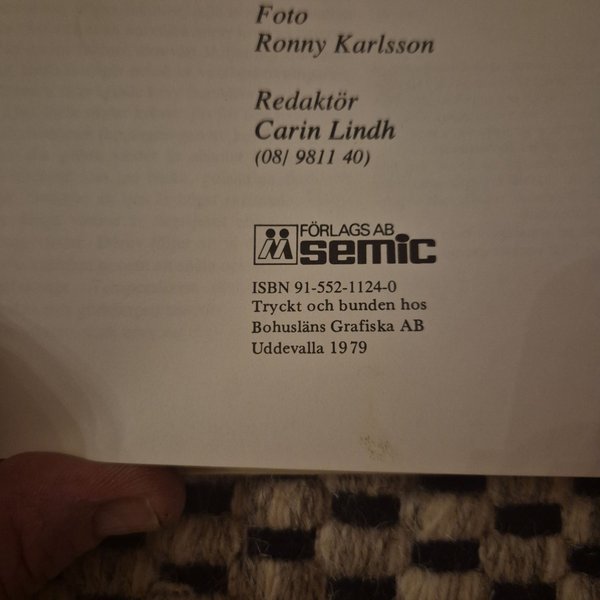 Foto
Ronny Karlsson
Redaktör
Carin Lindh
(08/ 9811 40)
FÖRLAGS AB
semic
ISBN 91-552-1124-0
Tryckt och bunden hos
Bohusläns Grafiska AB
Uddevalla 1979